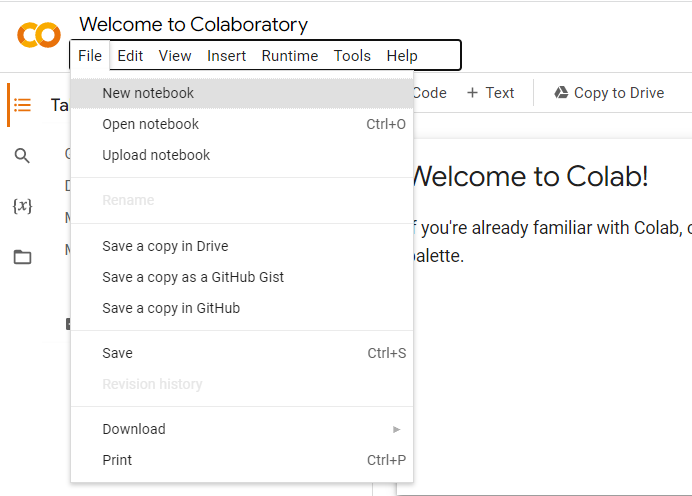 Welcome to Colaboratory
File Edit View Insert Runtime Tools Help
Code + Text Copy to Drive
New notebook
Open notebook Ctrl+O
Upload notebook
Rename
Save a copy in Drive
Save a copy as a GitHub Gist
Save a copy in GitHub
Save Ctrl+S
Revision history
Download ►
Print Ctrl+P
Ta
{x}
Welcome to Colab!
f you're already familiar with Colab, c
palette.